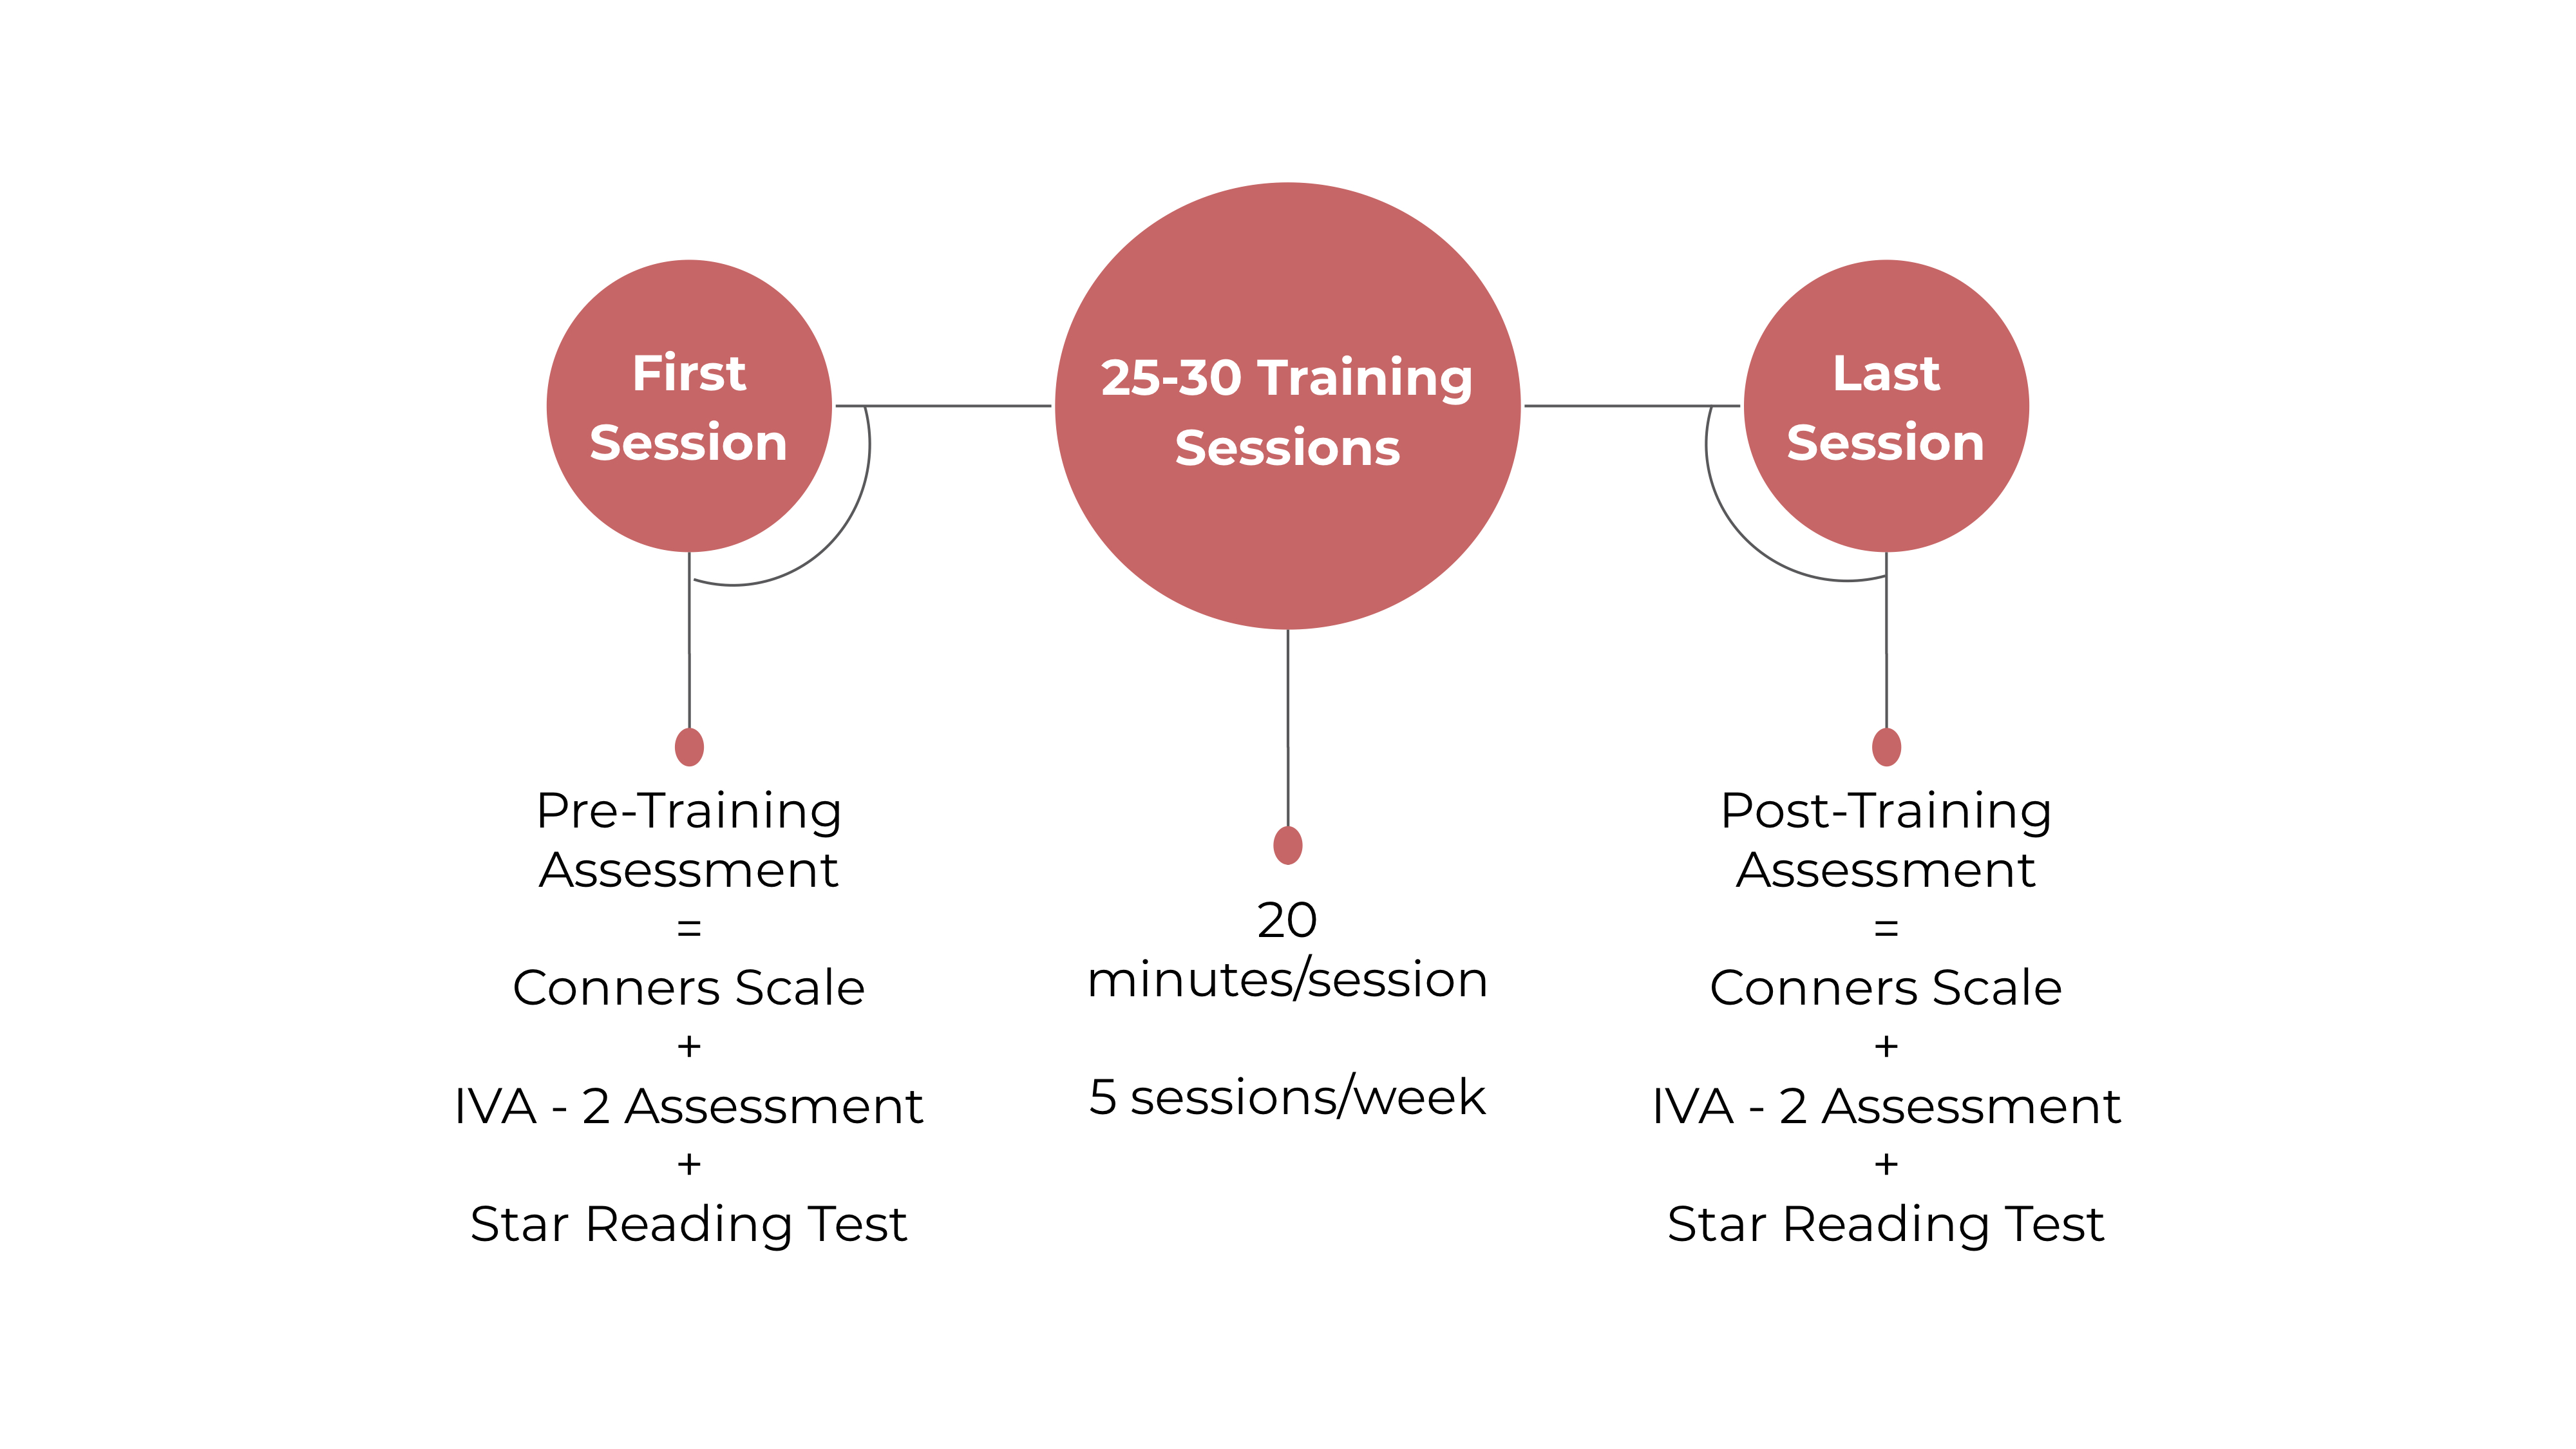 First
Session
25-30 Training
Sessions
Last
Session
Pre-Training
Assessment
=
Conners Scale
+
IVA - 2 Assessment
+
Star Reading Test
20
minutes/session
5 sessions/week
Post-Training
Assessment
=
Conners Scale
+
IVA - 2 Assessment
+
Star Reading Test